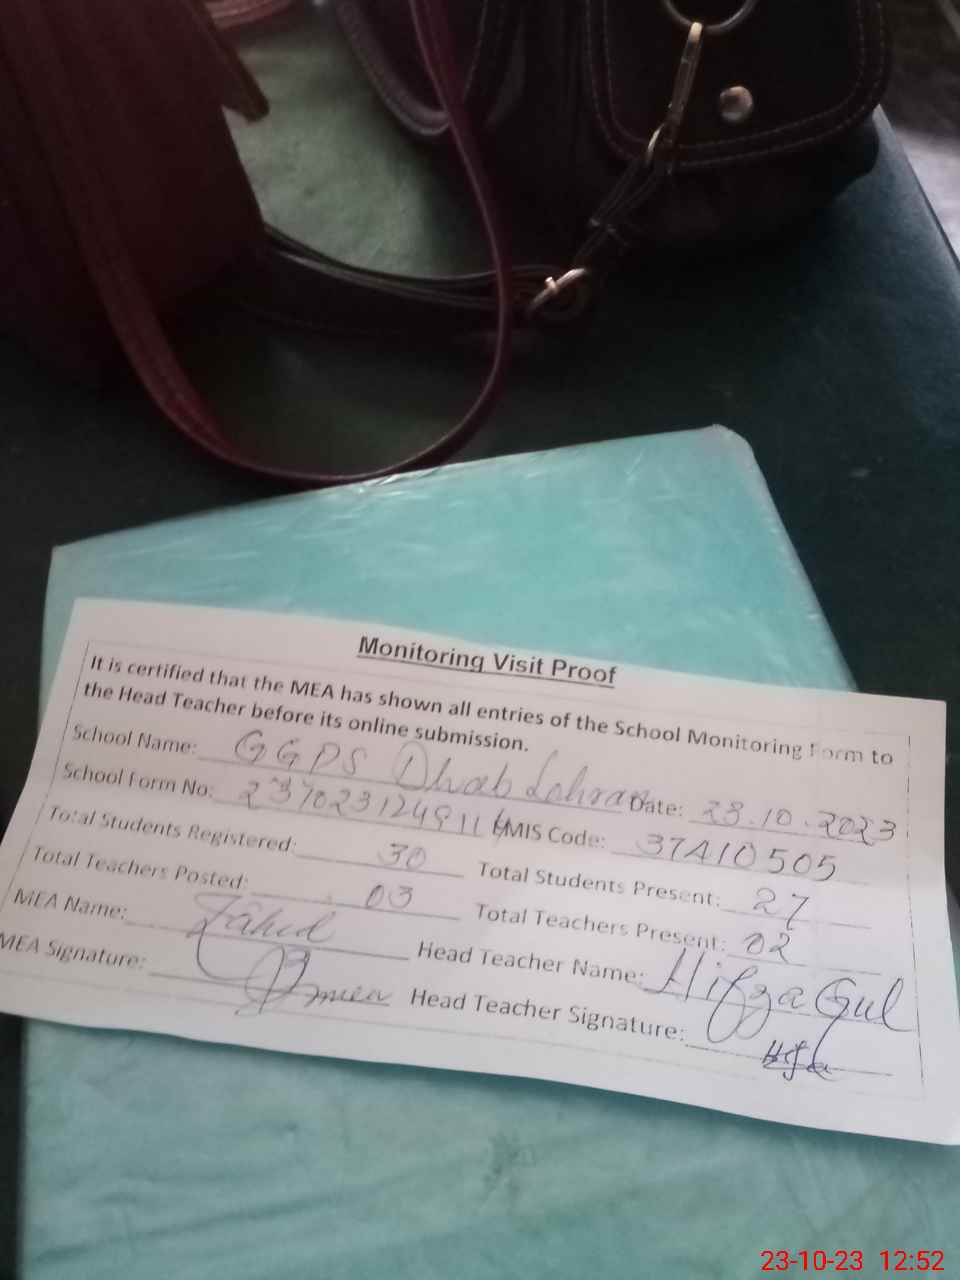 Monitoring Visit Proof
It is certified that the MEA has shown all entries of the School Monitoring Form to
the Head Teacher before its online submission.
School Name: GGPS Dhab Lohran Date: 23.10.2023
School Form No: 2370231249114 EMIS Code: 37410505
Total Students Registered: 30 Total Students Present: 27
Total Teachers Posted: 03 Total Teachers Present: 02
MEA Name: Zahid Head Teacher Name: Hifza Gul
MEA Signature: Head Teacher Signature: Hifza
23-10-23 12:52